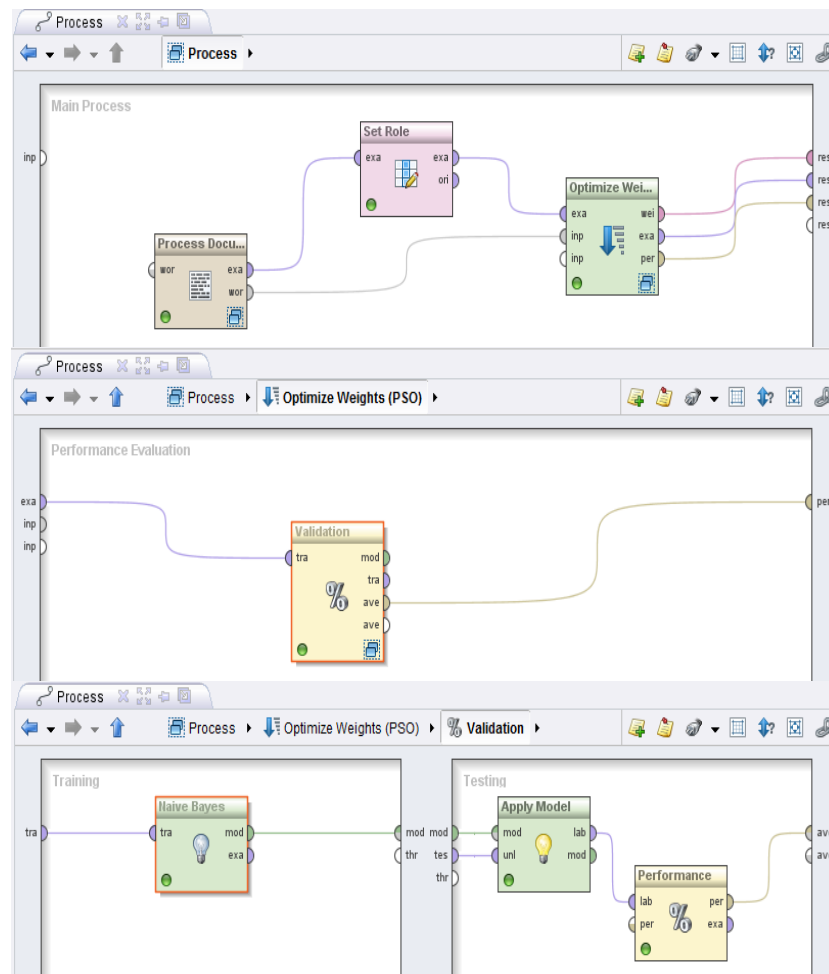 Process
Process
Main Process
inp
Set Role
exa exa
ori
Process Docu...
wor exa
wor
Optimize Wei...
exa wei
inp exa
inp per
res
res
res
res
Process
Process Optimize Weights (PSO)
Performance Evaluation
exa
inp
inp
Validation
tra mod
tra
ave
ave
per
Process
Process Optimize Weights (PSO) Validation
Training
tra
Naive Bayes
tra mod
exa
mod
thr
Testing
mod
tes
thr
Apply Model
mod lab
unl mod
Performance
lab per
per exa
ave
ave